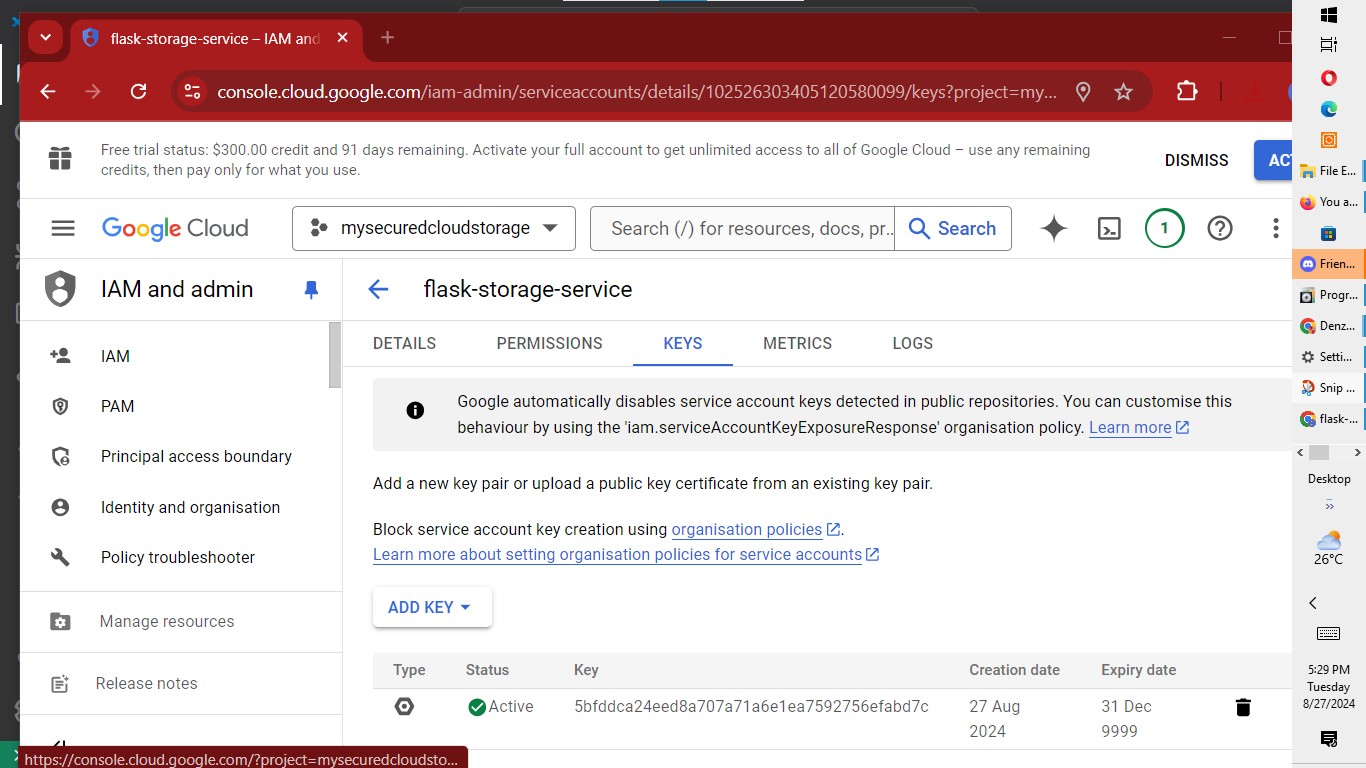 flask-storage-service – IAM and
console.cloud.google.com/iam-admin/serviceaccounts/details/102526303405120580099/keys?project=my...
Free trial status: $300.00 credit and 91 days remaining. Activate your full account to get unlimited access to all of Google Cloud – use any remaining
credits, then pay only for what you use.
DISMISS
AC
Google Cloud
mysecuredcloudstorage
Search (/) for resources, docs, pr...
Search
1
IAM and admin
flask-storage-service
IAM
PAM
Principal access boundary
Identity and organisation
Policy troubleshooter
Manage resources
Release notes
DETAILS
PERMISSIONS
KEYS
METRICS
LOGS
Google automatically disables service account keys detected in public repositories. You can customise this
behaviour by using the 'iam.serviceAccountKeyExposureResponse' organisation policy. Learn more
Add a new key pair or upload a public key certificate from an existing key pair.
Block service account key creation using organisation policies.
Learn more about setting organisation policies for service accounts
ADD KEY
Type Status Key Creation date Expiry date
Active 5bfddca24eed8a707a71a6e1ea7592756efabd7c 27 Aug 31 Dec
2024 9999
https://console.cloud.google.com/?project=mysecuredcloudsto...
File E...
You a...
Frien...
Progr...
Denz...
Setti...
Snip ...
flask-...
Desktop
26°C
5:29 PM
Tuesday
8/27/2024